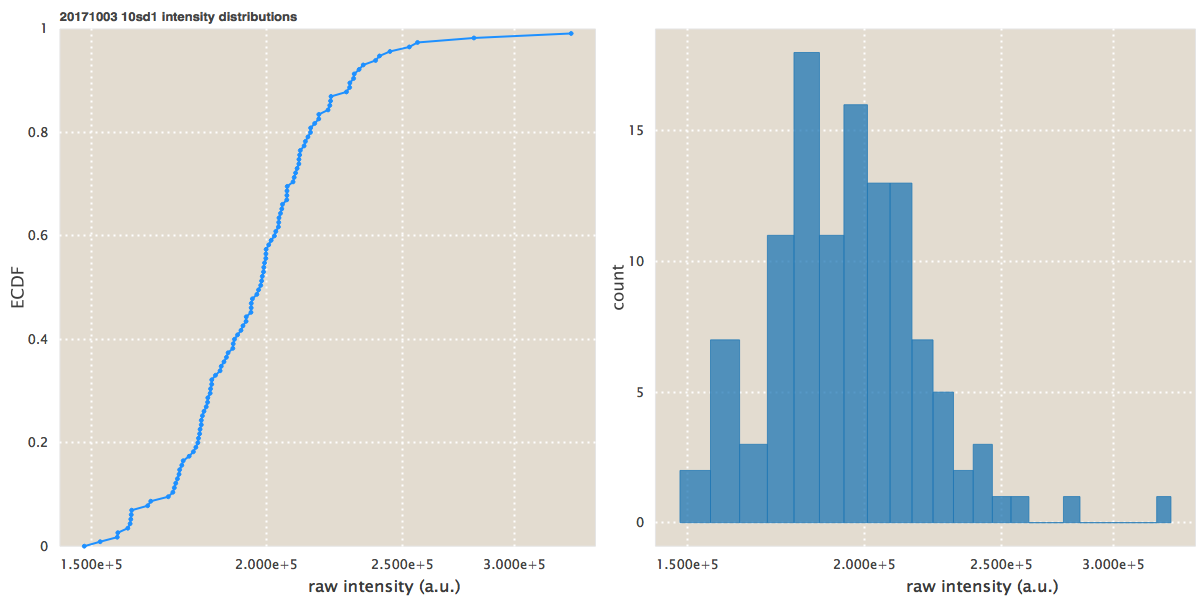 20171003 10sd1 intensity distributions
1
0.8
0.6
0.4
0.2
0
ECDF
1.500e+5 2.000e+5 2.500e+5 3.000e+5
raw intensity (a.u.)
15
10
5
0
count
1.500e+5 2.000e+5 2.500e+5 3.000e+5
raw intensity (a.u.)